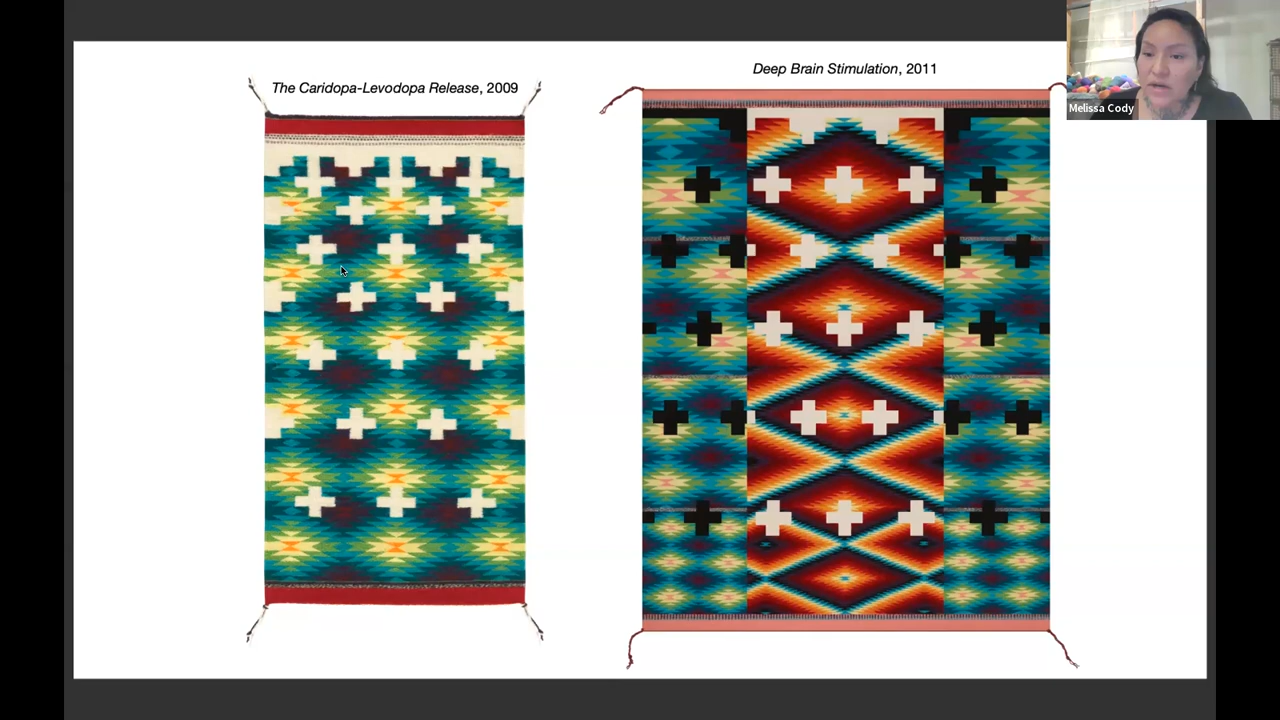 The Caridopa-Levodopa Release, 2009
Deep Brain Stimulation, 2011
Melissa Cody